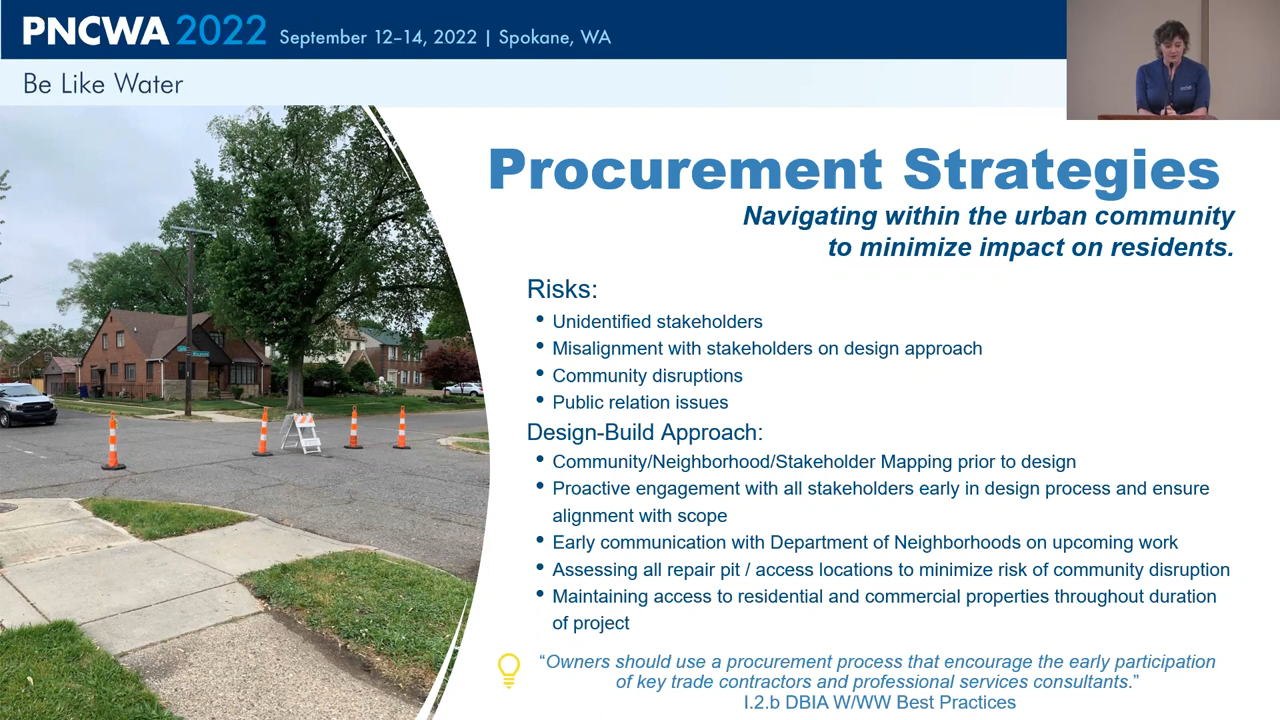 PNCWA 2022 September 12–14, 2022 | Spokane, WA
Be Like Water
Procurement Strategies
Navigating within the urban community
to minimize impact on residents.
Risks:
• Unidentified stakeholders
• Misalignment with stakeholders on design approach
• Community disruptions
• Public relation issues
Design-Build Approach:
• Community/Neighborhood/Stakeholder Mapping prior to design
• Proactive engagement with all stakeholders early in design process and ensure
alignment with scope
• Early communication with Department of Neighborhoods on upcoming work
• Assessing all repair pit / access locations to minimize risk of community disruption
• Maintaining access to residential and commercial properties throughout duration
of project
“Owners should use a procurement process that encourage the early participation
of key trade contractors and professional services consultants.”
I.2.b DBIA W/WW Best Practices